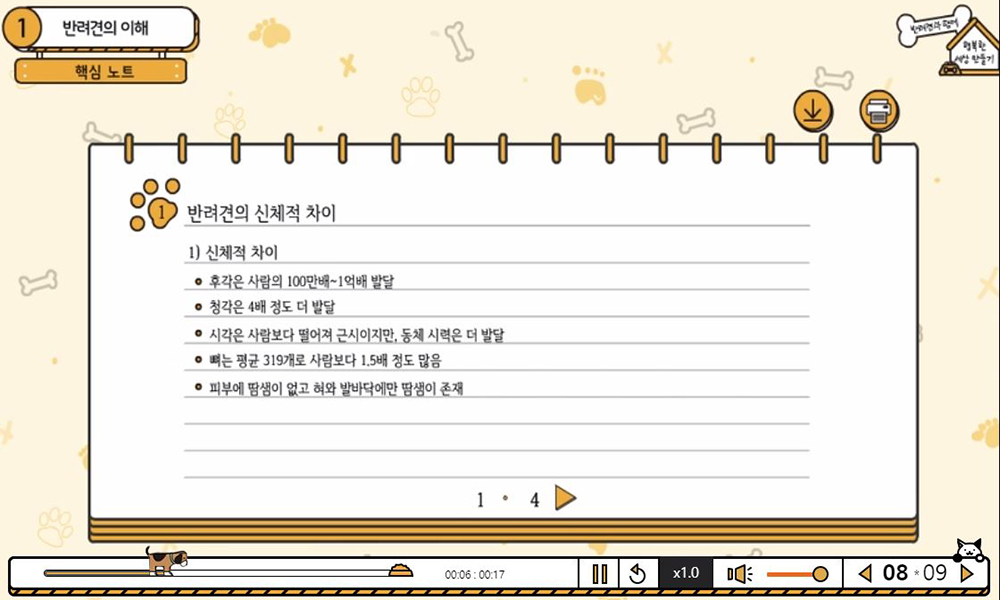 1 반려견의 이해
핵심 노트
반려견과 함께
행복한
세상 만들기
1 반려견의 신체적 차이
1) 신체적 차이
후각은 사람의 100만배~1억배 발달
청각은 4배 정도 더 발달
시각은 사람보다 떨어져 근시이지만, 동체 시력은 더 발달
뼈는 평균 319개로 사람보다 1.5배 정도 많음
피부에 땀샘이 없고 혀와 발바닥에만 땀샘이 존재
1 4
00:06 : 00:17
x1.0
08 09